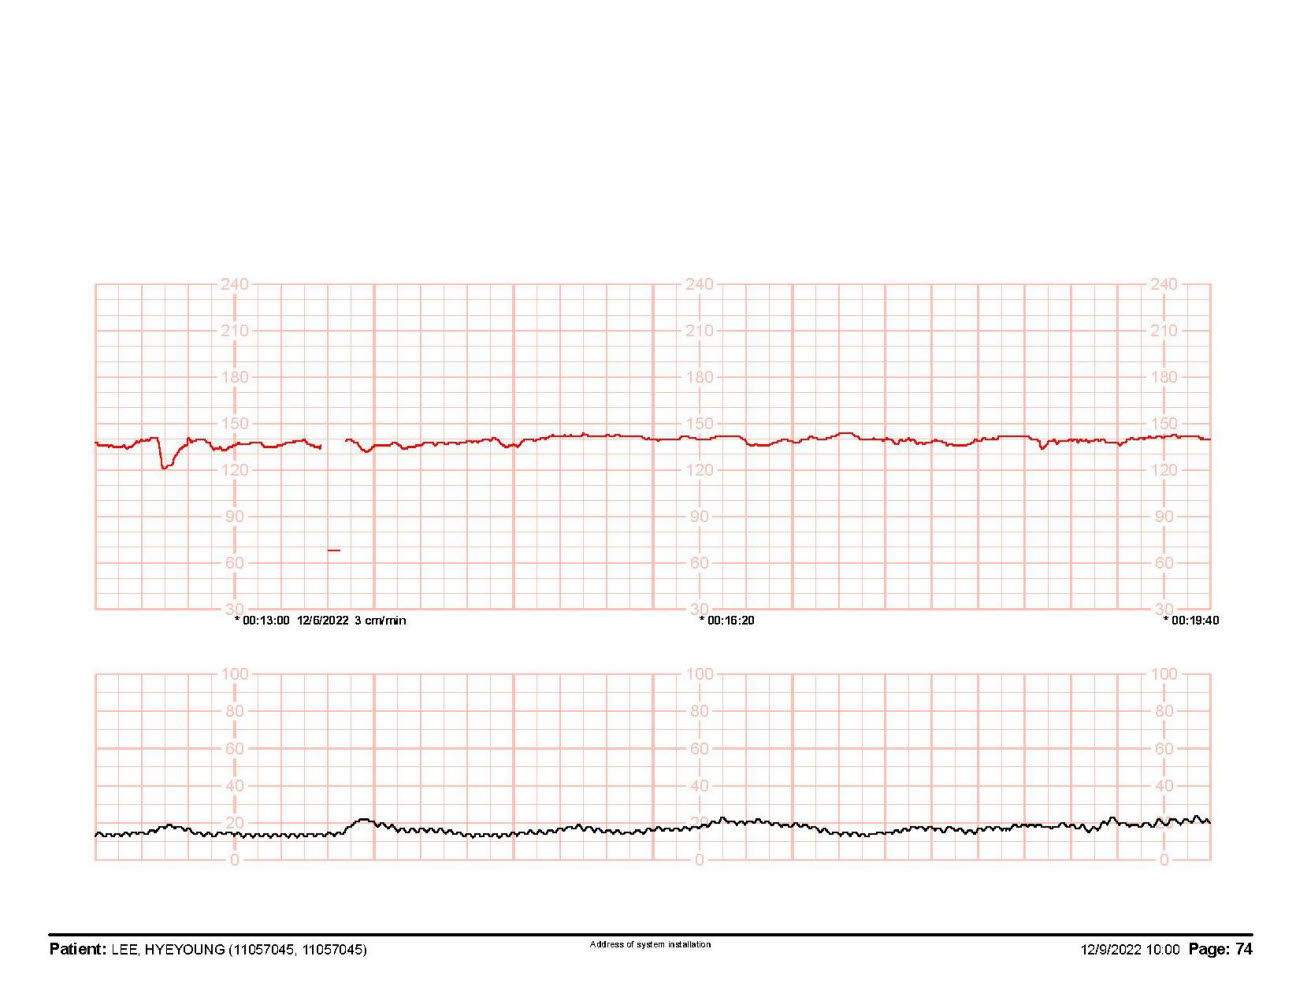 240 240 240
210 210 210
180 180 180
150 150 150
120 120 120
90 90 90
60 60 60
30 30 30
* 00:13:00 12/6/2022 3 cm/min * 00:16:20 * 00:19:40
100 100 100
80 80 80
60 60 60
40 40 40
20 20 20
0 0 0
Patient: LEE, HYEYOUNG (11057045, 11057045) Address of system installation 12/9/2022 10:00 Page: 74